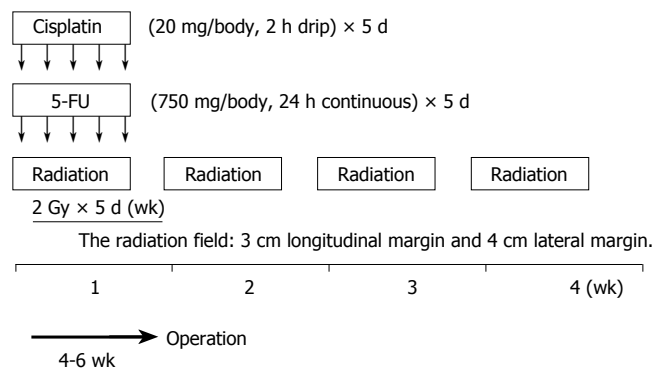 Cisplatin (20 mg/body, 2 h drip) × 5 d
5-FU (750 mg/body, 24 h continuous) × 5 d
Radiation Radiation Radiation Radiation
2 Gy × 5 d (wk)
The radiation field: 3 cm longitudinal margin and 4 cm lateral margin.
1 2 3 4 (wk)
Operation
4-6 wk